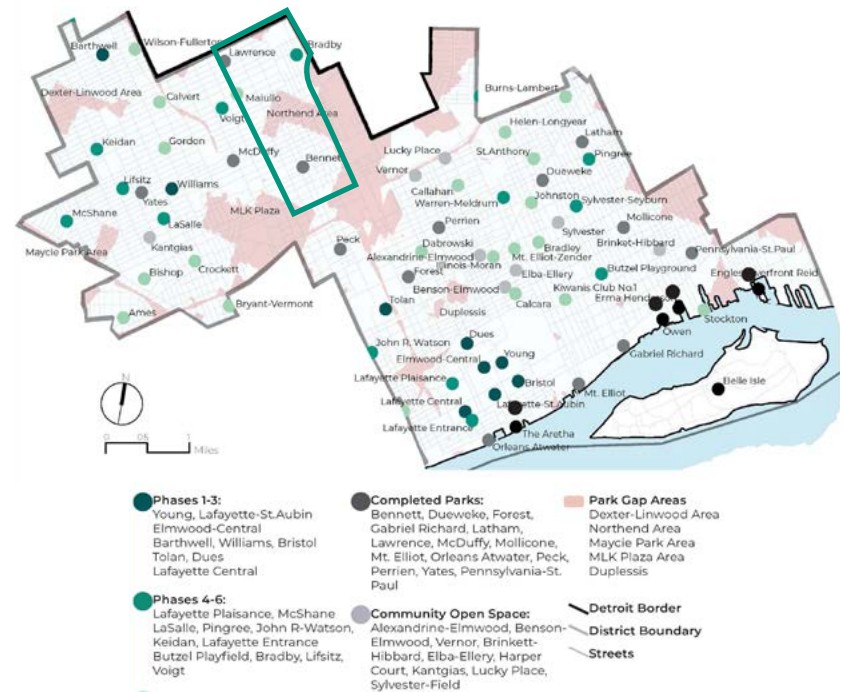 Barthwell
Wilson-Fullerton
Lawrence
Bradby
Dexter-Linwood Area
Calvert
Maiullo
Voigt
Northend Area
Burns-Lambert
Keidan
Gordon
McDuffy
Bennett
Helen-Longyear
Latham
Lucky Place
St.Anthony
Pingree
Vernor
Dueweke
Lifsitz
Williams
Yates
Callahan
Warren-Meldrum
Johnston
Sylvester-Seyburn
McShane
LaSalle
MLK Plaza
Perrien
Sylvester
Mollicone
Maycie Park Area
Kantgias
Peck
Dabrowski
Bradley
Brinket-Hibbard
Alexandrine-Elmwood
Mt. Elliot-Zender
Pennsylvania-St.Paul
Crockett
Illinois-Moran
Bishop
Forest
Elba-Ellery
Butzel Playground
Benson-Elmwood
Kiwanis Club No.1
Tolan
Duplessis
Calcara
Erma Henderson
Ames
Bryant-Vermont
Stockton
Owen
John R. Watson
Dues
Elmwood-Central
Young
Gabriel Richard
Lafayette Plaisance
Bristol
Belle Isle
Mt. Elliot
Lafayette Central
Lafayette-St.Aubin
Lafayette Entrance
The Aretha
Orleans Atwater
N
0 05 1
Miles
Phases 1-3:
Young, Lafayette-St.Aubin
Elmwood-Central
Barthwell, Williams, Bristol
Tolan, Dues
Lafayette Central
Phases 4-6:
Lafayette Plaisance, McShane
LaSalle, Pingree, John R-Watson,
Keidan, Lafayette Entrance
Butzel Playfield, Bradby, Lifsitz,
Voigt
Completed Parks:
Bennett, Dueweke, Forest,
Gabriel Richard, Latham,
Lawrence, McDuffy, Mollicone,
Mt. Elliot, Orleans Atwater, Peck,
Perrien, Yates, Pennsylvania-St.
Paul
Community Open Space:
Alexandrine-Elmwood, Benson-
Elmwood, Vernor, Brinkett-
Hibbard, Elba-Ellery, Harper
Court, Kantgias, Lucky Place,
Sylvester-Field
Park Gap Areas
Dexter-Linwood Area
Northend Area
Maycie Park Area
MLK Plaza Area
Duplessis
Detroit Border
District Boundary
Streets